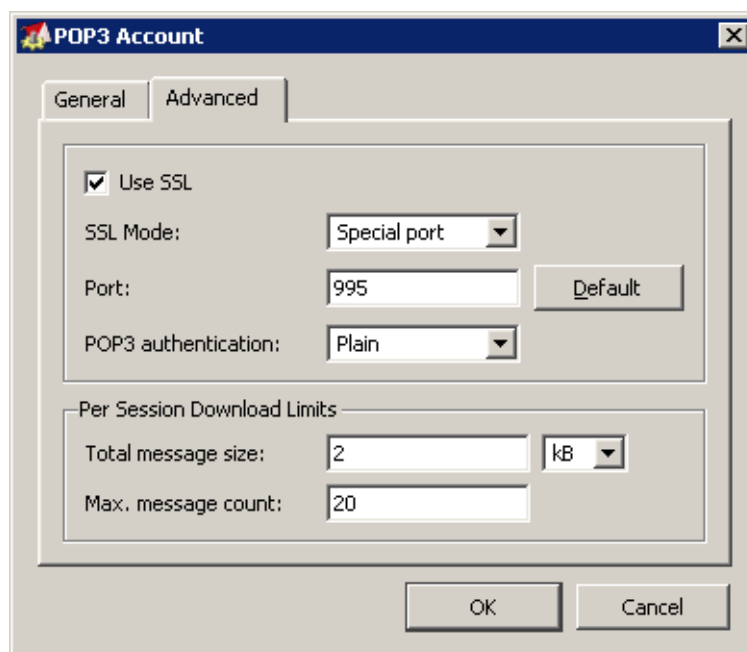 POP3 Account
General Advanced
Use SSL
SSL Mode: Special port
Port: 995 Default
POP3 authentication: Plain
Per Session Download Limits
Total message size: 2 kB
Max. message count: 20
OK Cancel